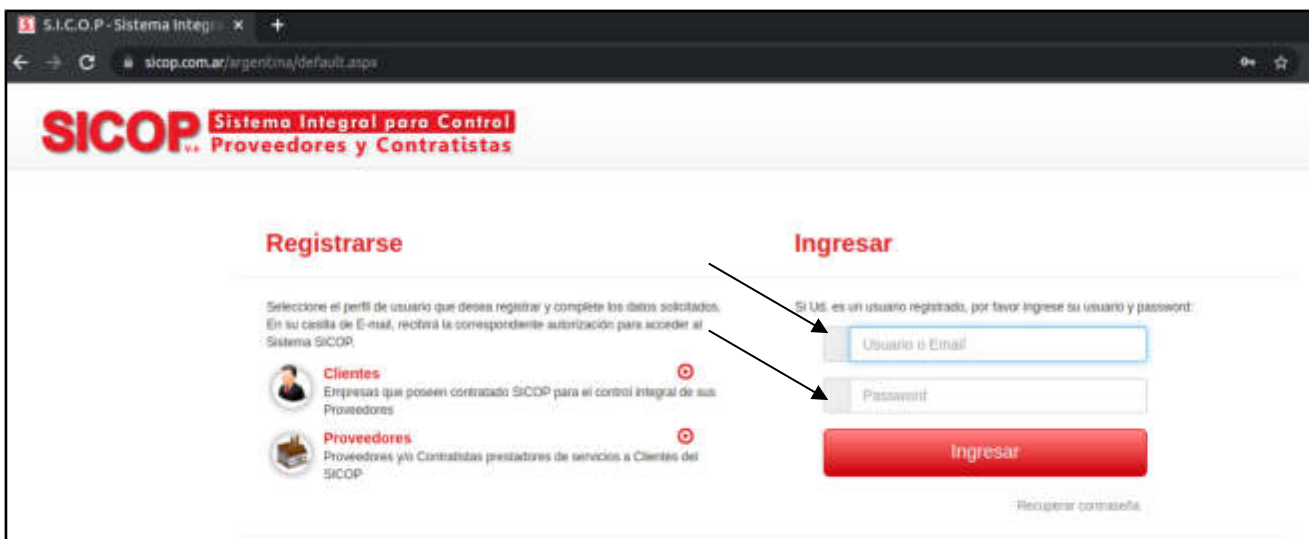 S.I.C.O.P - Sistema Integr
sicop.com.ar/argentina/default.aspx
SICOP
Sistema Integral para Control
Proveedores y Contratistas
Registrarse
Seleccione el perfil de usuario que desea registrar y complete los datos solicitados.
En su casilla de E-mail, recibirá la correspondiente autorización para acceder al
Sistema SICOP.
Clientes
Empresas que poseen contratado SICOP para el control integral de sus
Proveedores
Proveedores
Proveedores y/o Contratistas prestadores de servicios a Clientes del
SICOP
Ingresar
Si Ud. es un usuario registrado, por favor ingrese su usuario y password:
Usuario o Email
Password
Ingresar
Recuperar contraseña